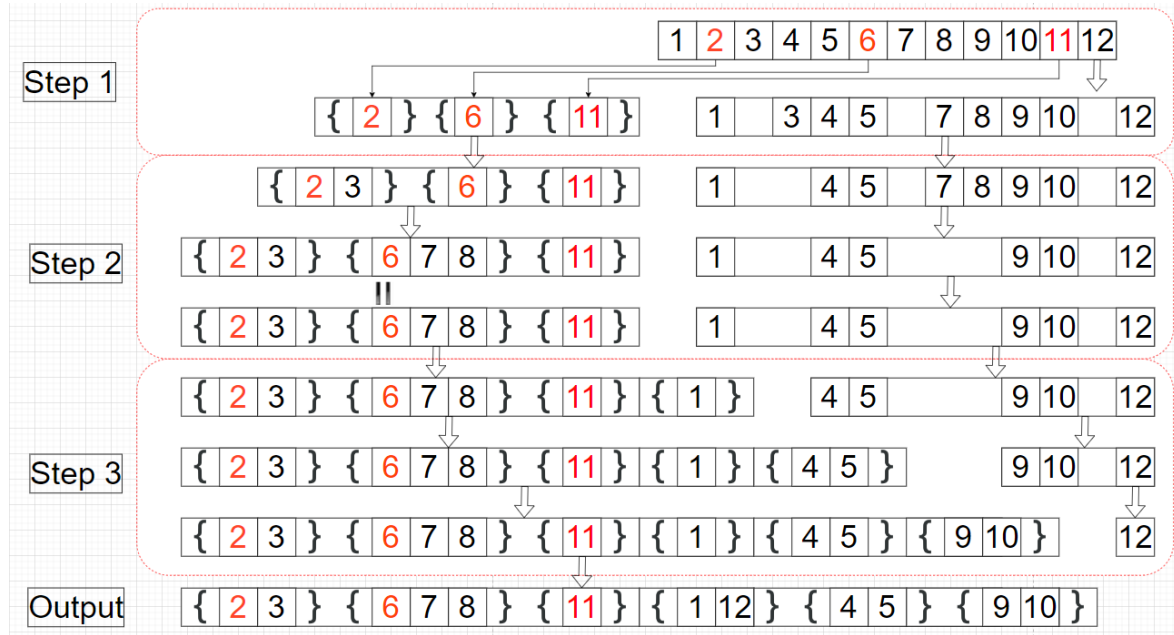 1 2 3 4 5 6 7 8 9 10 11 12
Step 1
{ 2 } { 6 } { 11 } 1 3 4 5 7 8 9 10 12
{ 2 3 } { 6 } { 11 } 1 4 5 7 8 9 10 12
Step 2 { 2 3 } { 6 7 8 } { 11 } 1 4 5 9 10 12
{ 2 3 } { 6 7 8 } { 11 } 1 4 5 9 10 12
{ 2 3 } { 6 7 8 } { 11 } { 1 } 4 5 9 10 12
Step 3 { 2 3 } { 6 7 8 } { 11 } { 1 } { 4 5 } 9 10 12
{ 2 3 } { 6 7 8 } { 11 } { 1 } { 4 5 } { 9 10 } 12
Output { 2 3 } { 6 7 8 } { 11 } { 1 12 } { 4 5 } { 9 10 }